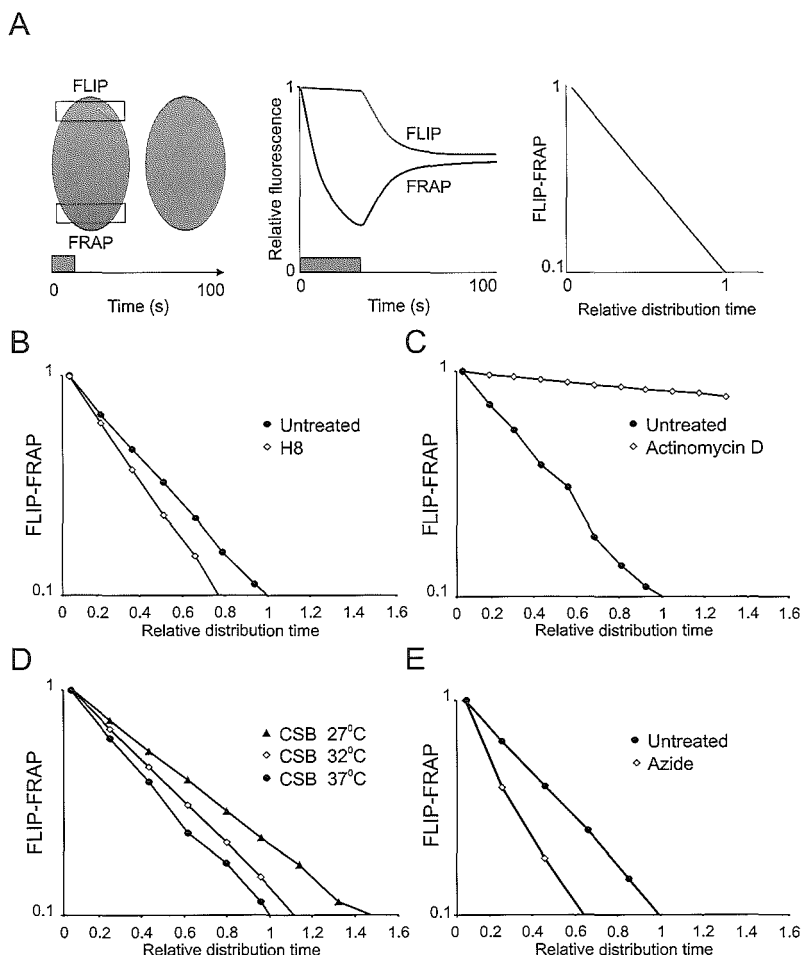 A
FLIP
FRAP
0
100
Time (s)
1
Relative fluorescence
0
FLIP
FRAP
0
100
Time (s)
1
FLIP-FRAP
0.1
0
1
Relative distribution time
B
1
FLIP-FRAP
0.1
Untreated
H8
0 0.2 0.4 0.6 0.8 1 1.2 1.4 1.6
Relative distribution time
C
1
FLIP-FRAP
0.1
Untreated
Actinomycin D
0 0.2 0.4 0.6 0.8 1 1.2 1.4 1.6
Relative distribution time
D
1
FLIP-FRAP
0.1
CSB 27⁰C
CSB 32⁰C
CSB 37⁰C
0 0.2 0.4 0.6 0.8 1 1.2 1.4 1.6
Relative distribution time
E
1
FLIP-FRAP
0.1
Untreated
Azide
0 0.2 0.4 0.6 0.8 1 1.2 1.4 1.6
Relative distribution time